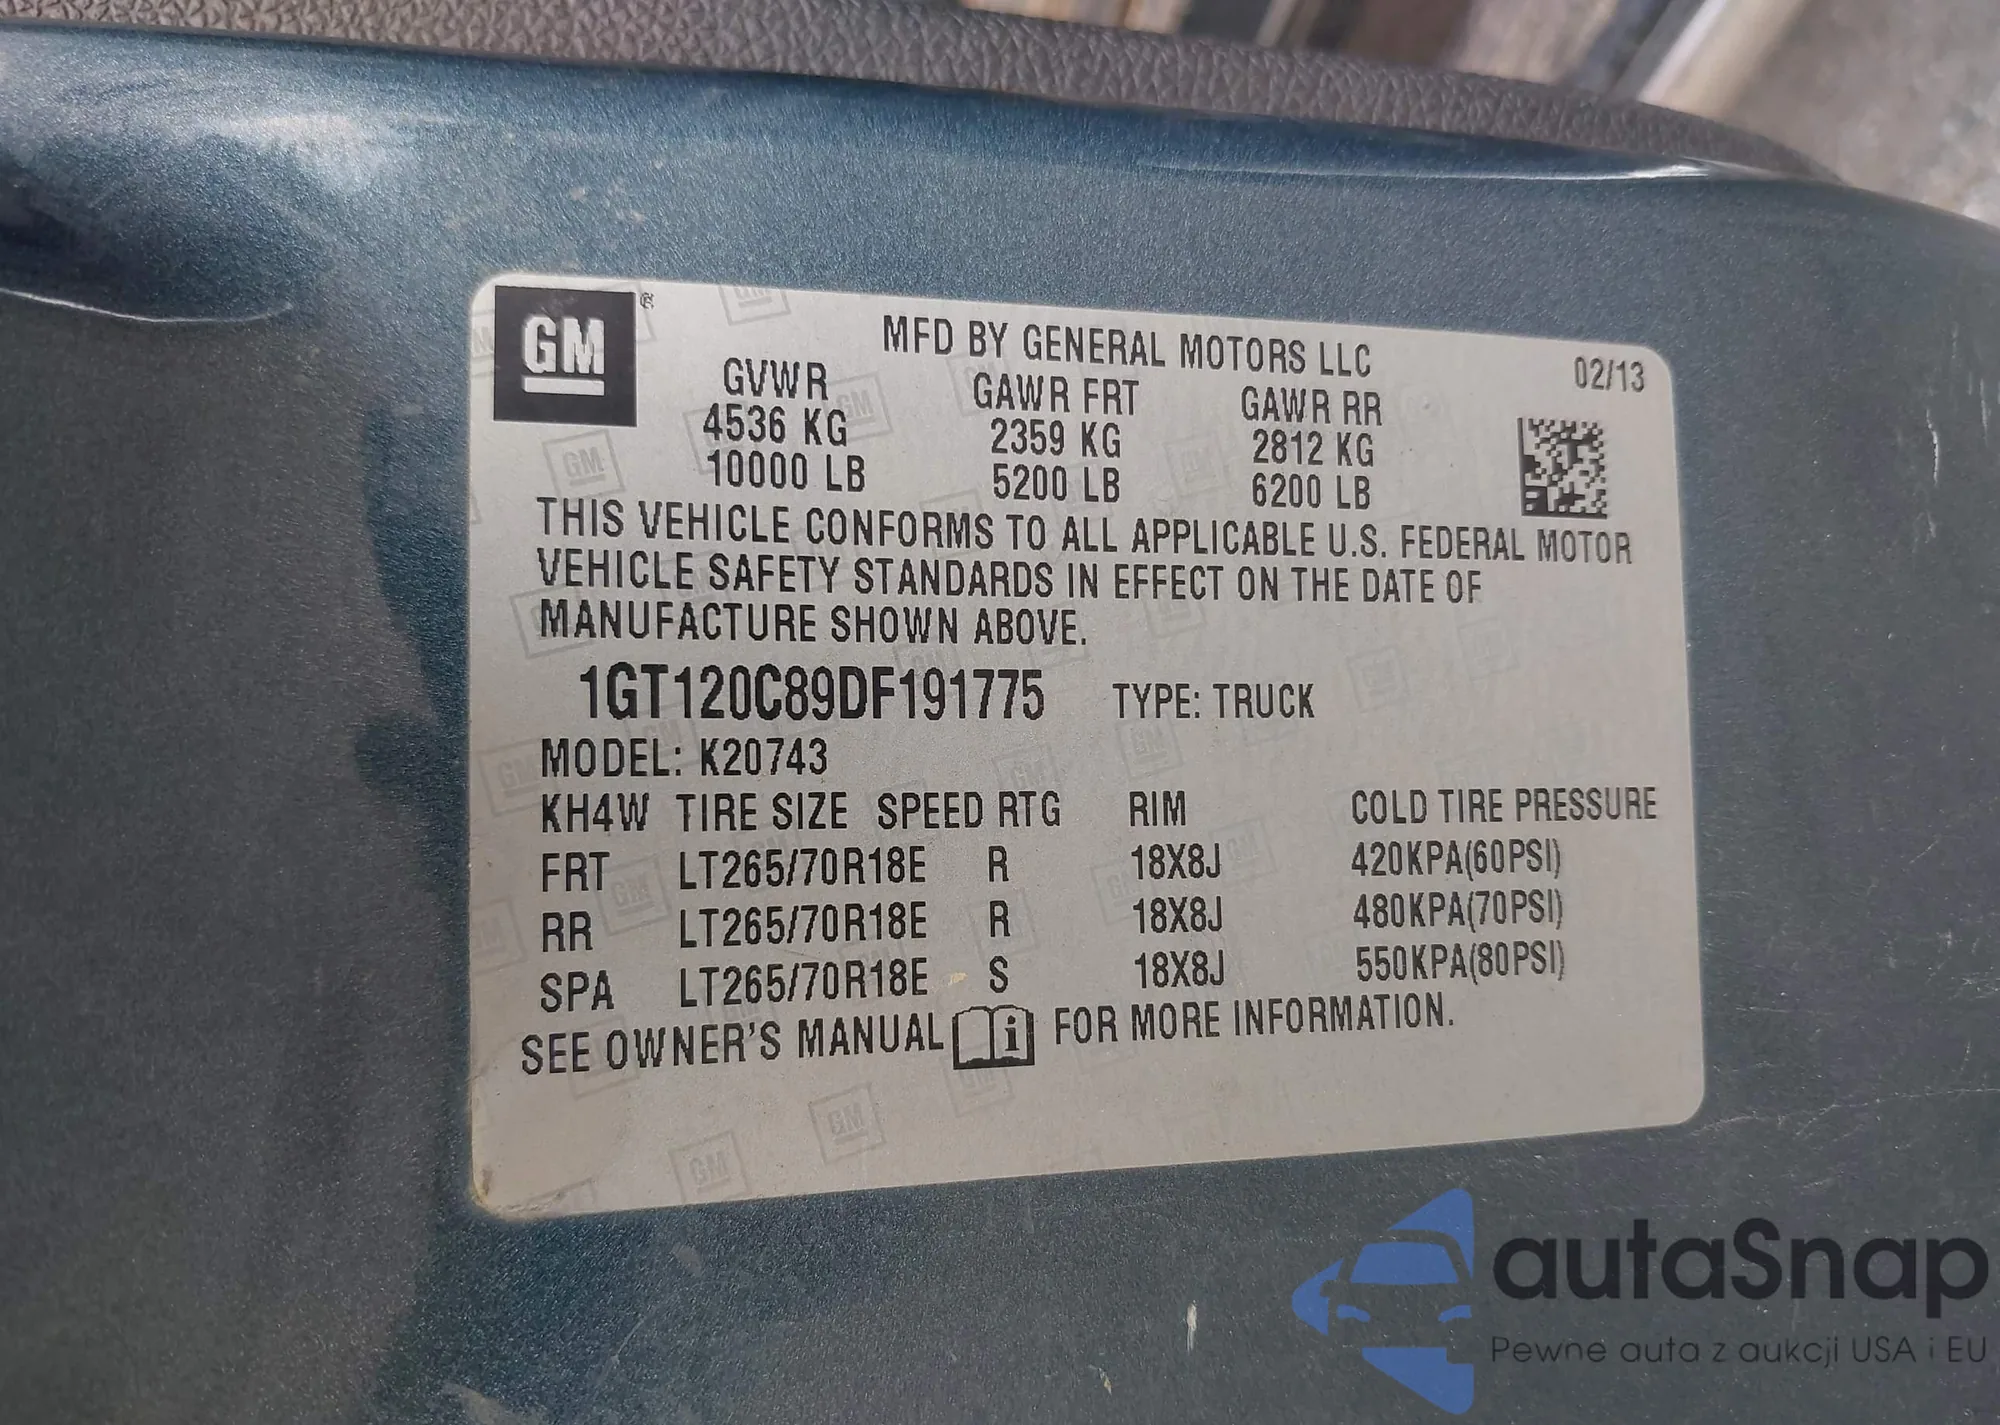 GM
MFD BY GENERAL MOTORS LLC 02/13
GVWR GAWR FRT GAWR RR
4536 KG 2359 KG 2812 KG
10000 LB 5200 LB 6200 LB
THIS VEHICLE CONFORMS TO ALL APPLICABLE U.S. FEDERAL MOTOR
VEHICLE SAFETY STANDARDS IN EFFECT ON THE DATE OF
MANUFACTURE SHOWN ABOVE.
1GT120C89DF191775 TYPE: TRUCK
MODEL: K20743
KH4W TIRE SIZE SPEED RTG RIM COLD TIRE PRESSURE
FRT LT265/70R18E R 18X8J 420KPA(60PSI)
RR LT265/70R18E R 18X8J 480KPA(70PSI)
SPA LT265/70R18E S 18X8J 550KPA(80PSI)
SEE OWNER'S MANUAL i FOR MORE INFORMATION.
autaSnap
Pewne auta z aukcji USA i EU